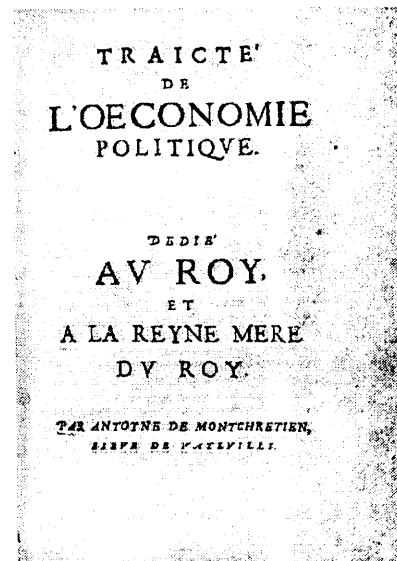 TRAICTE'
DE
L'OECONOMIE
POLITIQVE.
DEDIE'
AV ROY,
ET
A LA REYNE MERE
DV ROY.
PAR ANTOYNE DE MONTCHRETIEN,
SIEVR DE VATEVILLE.